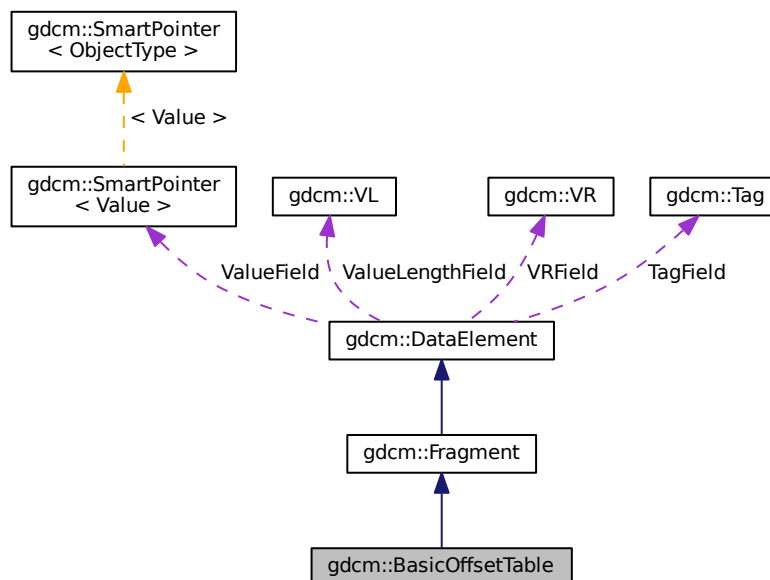 gdcm::SmartPointer
< ObjectType >
< Value >
gdcm::SmartPointer
< Value >
gdcm::VL
gdcm::VR
gdcm::Tag
ValueField
ValueLengthField
VRField
TagField
gdcm::DataElement
gdcm::Fragment
gdcm::BasicOffsetTable